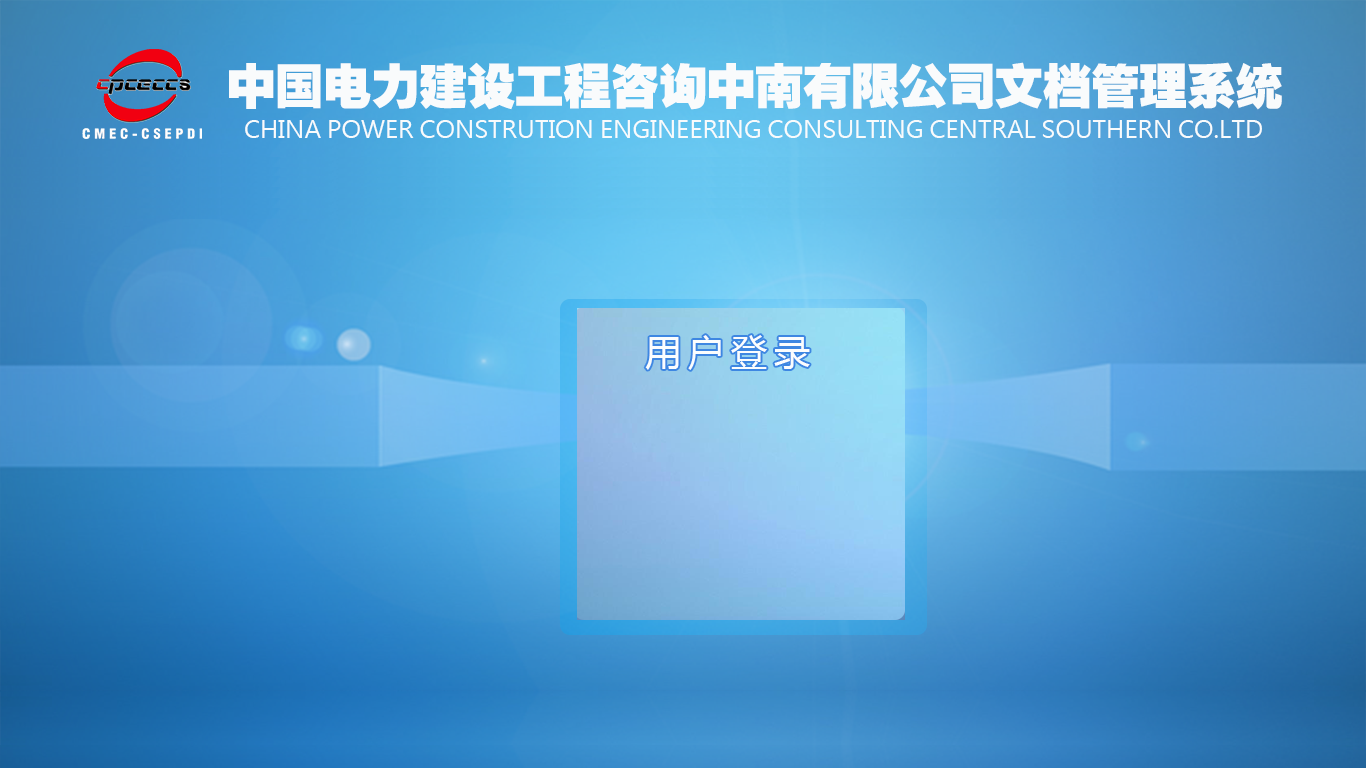 cpceccs
CMEC-CSEPDI
中国电力建设工程咨询中南有限公司文档管理系统
CHINA POWER CONSTRUTION ENGINEERING CONSULTING CENTRAL SOUTHERN CO.LTD
用户登录